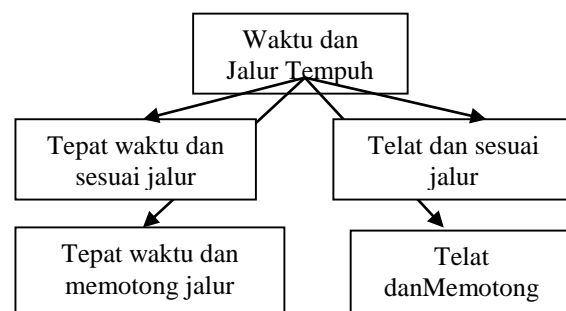 Waktu dan
Jalur Tempuh
Tepat waktu dan
sesuai jalur
Telat dan sesuai
jalur
Tepat waktu dan
memotong jalur
Telat
danMemotong